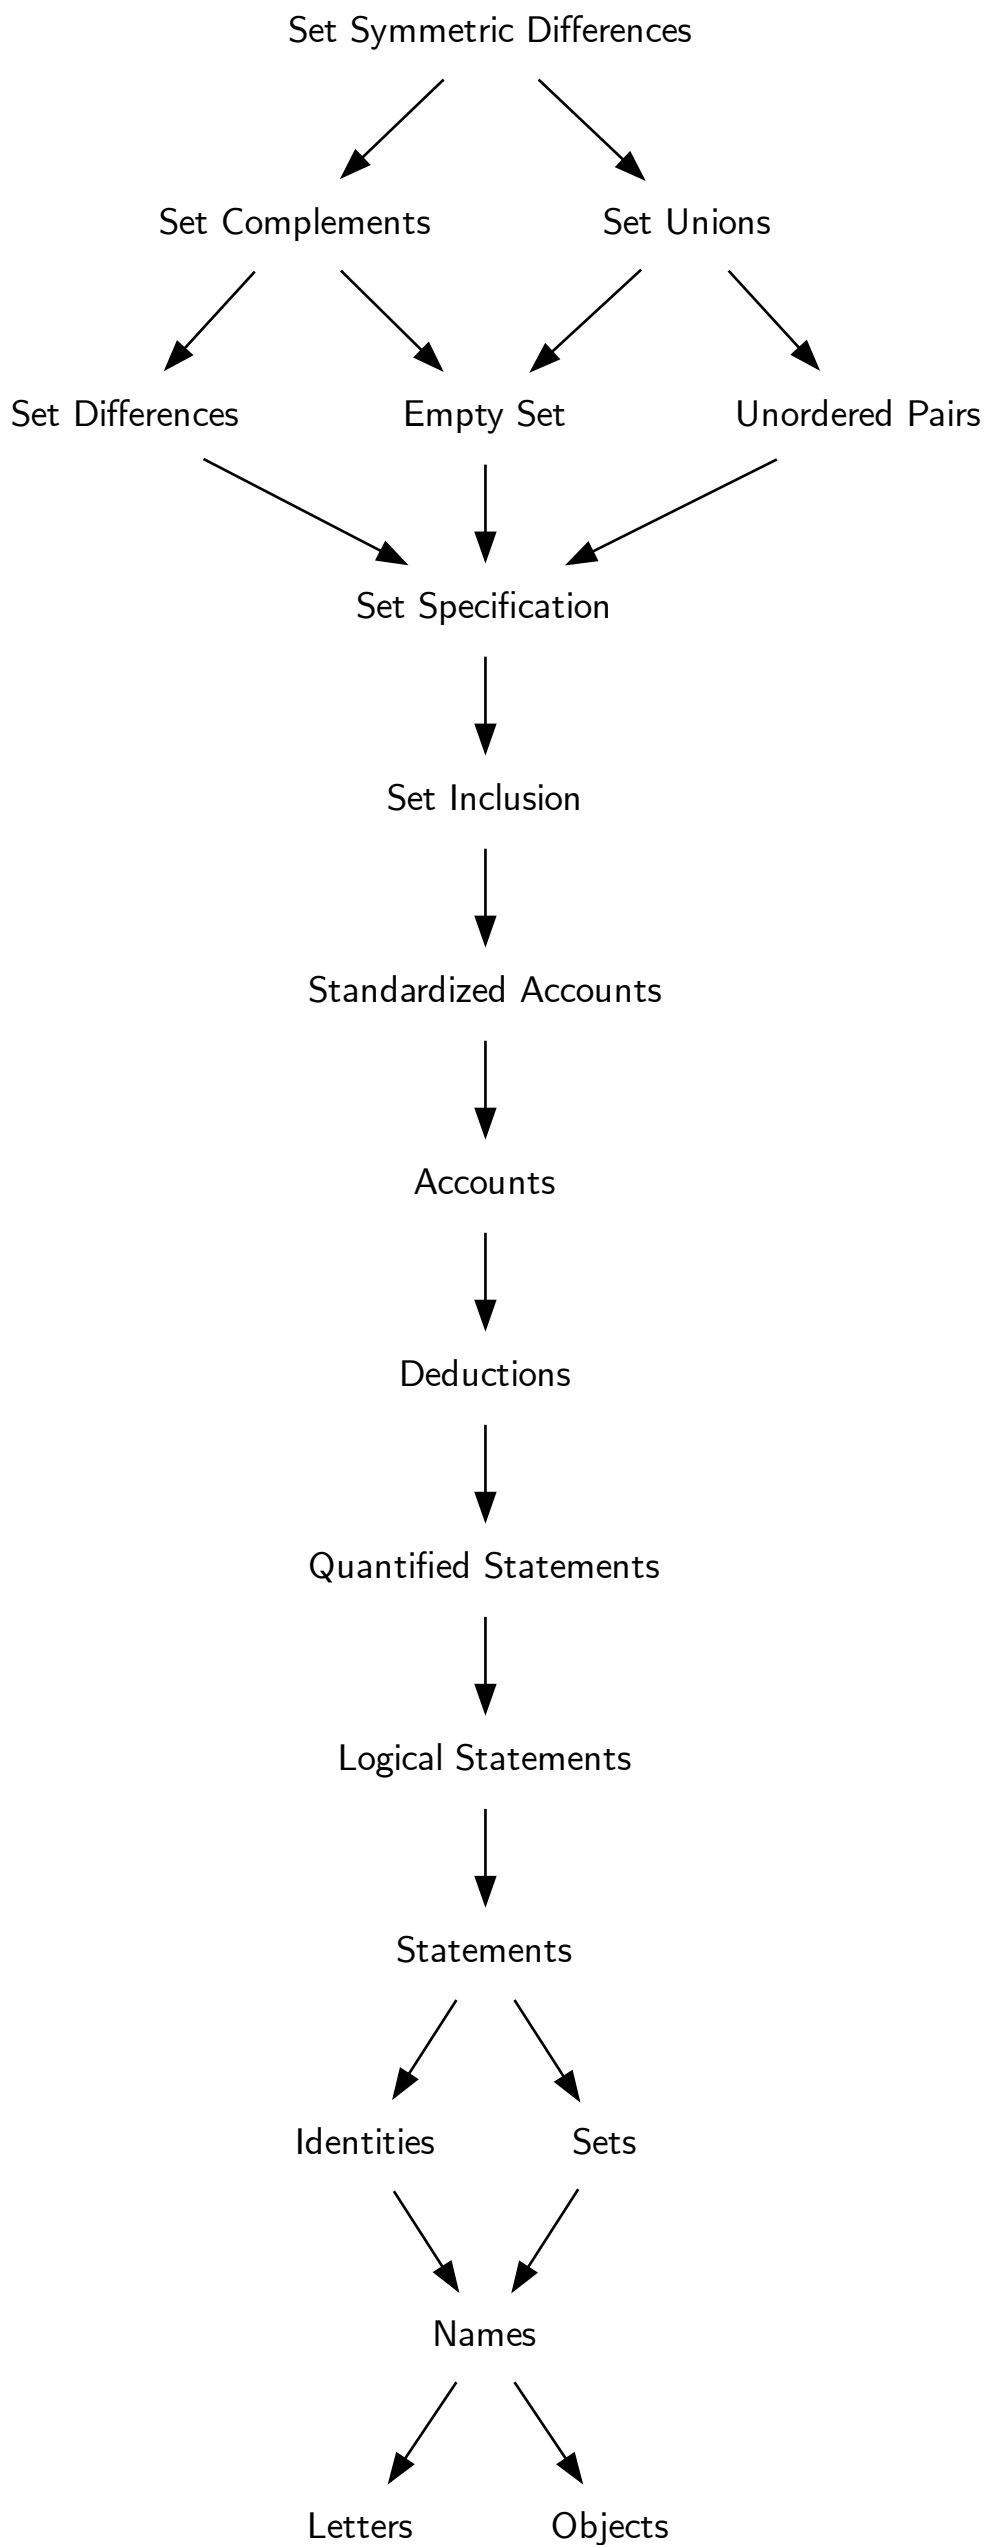 Set Symmetric Differences
Set Complements
Set Unions
Set Differences
Empty Set
Unordered Pairs
Set Specification
Set Inclusion
Standardized Accounts
Accounts
Deductions
Quantified Statements
Logical Statements
Statements
Identities
Sets
Names
Letters
Objects